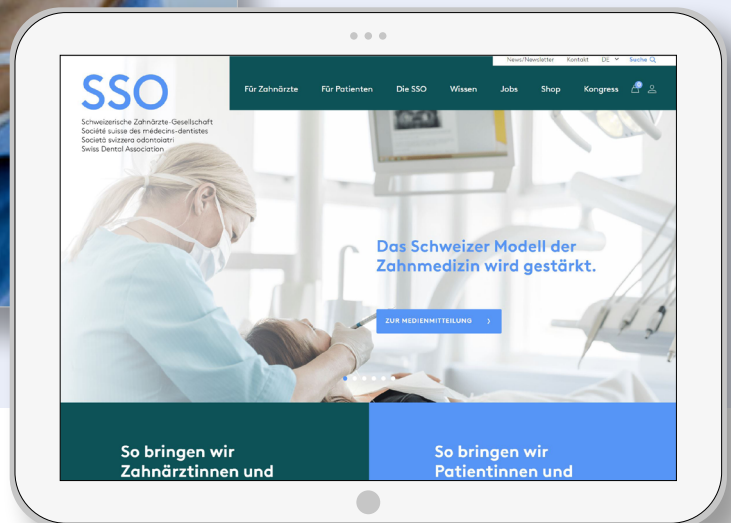 News/Newsletter Kontakt DE Suche
Für Zahnärzte Für Patienten Die SSO Wissen Jobs Shop Kongress 0
SSO
Schweizerische Zahnärzte-Gesellschaft
Société suisse des médecins-dentistes
Società svizzera odontoiatri
Swiss Dental Association
Das Schweizer Modell der
Zahnmedizin wird gestärkt.
ZUR MEDIENMITTEILUNG
So bringen wir
Zahnärztinnen und
So bringen wir
Patientinnen und